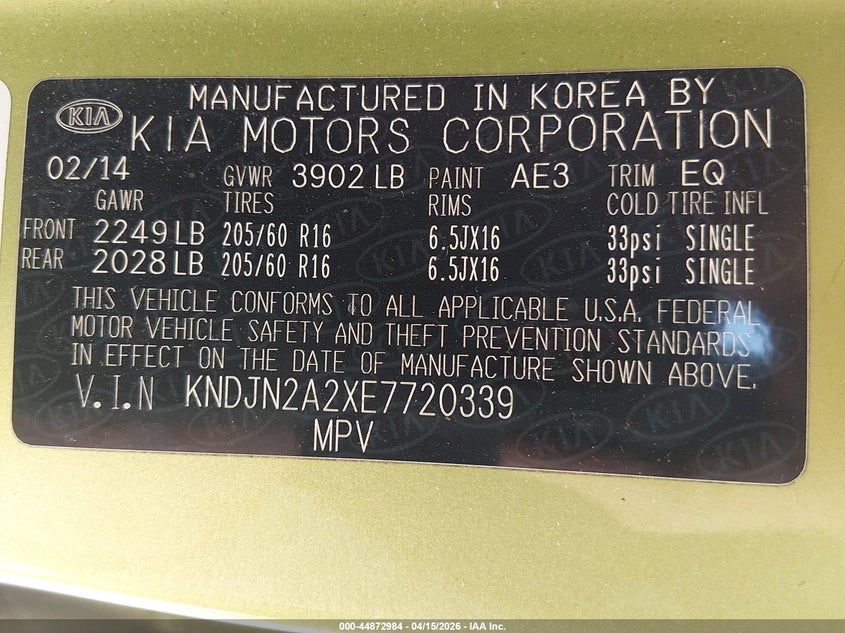 KIA
MANUFACTURED IN KOREA BY
KIA MOTORS CORPORATION
02/14 GVWR 3902 LB PAINT AE3 TRIM EQ
GAWR TIRES RIMS COLD TIRE INFL
FRONT 2249 LB 205/60 R16 6.5JX16 33psi SINGLE
REAR 2028 LB 205/60 R16 6.5JX16 33psi SINGLE
THIS VEHICLE CONFORMS TO ALL APPLICABLE U.S.A. FEDERAL
MOTOR VEHICLE SAFETY AND THEFT PREVENTION STANDARDS
IN EFFECT ON THE DATE OF MANUFACTURE SHOWN ABOVE.
V.I.N KNDJN2A2XE7720339
MPV
000-44872984 - 04/15/2026 - IAA Inc.